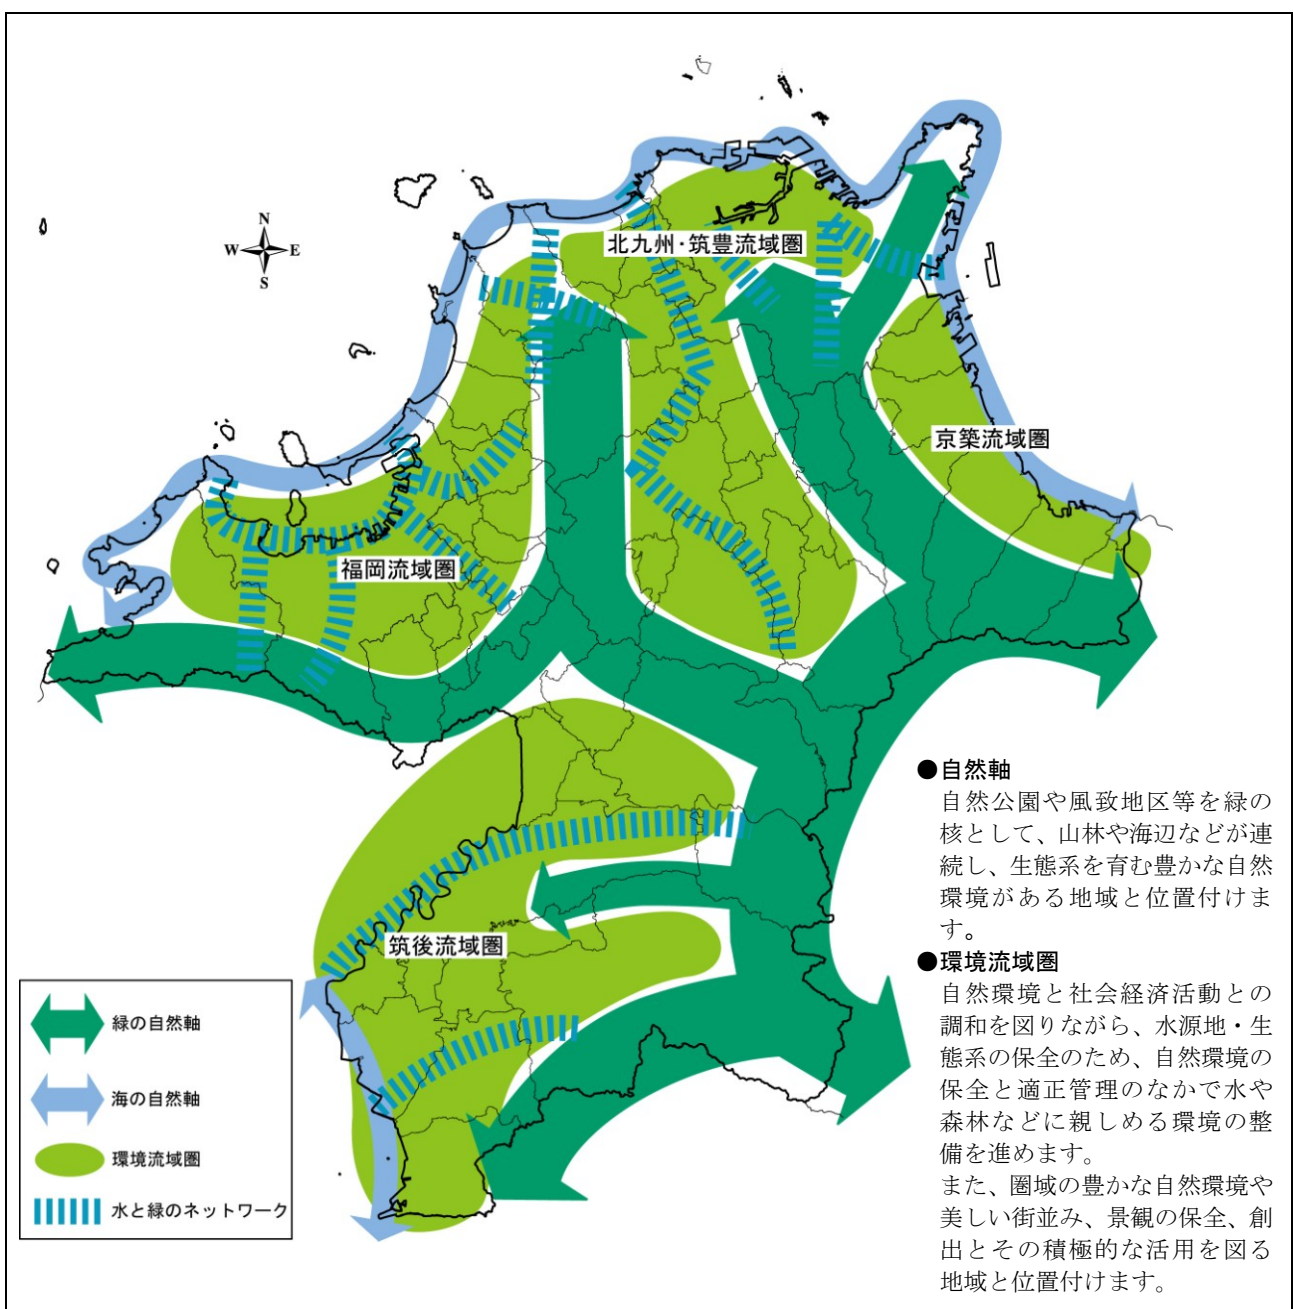 N
W E
S
北九州・筑豊流域圏
京築流域圏
福岡流域圏
筑後流域圏
緑の自然軸
海の自然軸
環境流域圏
水と緑のネットワーク
●自然軸
自然公園や風致地区等を緑の
核として、山林や海辺などが連
続し、生態系を育む豊かな自然
環境がある地域と位置付けま
す。
●環境流域圏
自然環境と社会経済活動との
調和を図りながら、水源地・生
態系の保全のため、自然環境の
保全と適正管理のなかで水や
森林などに親しめる環境の整
備を進めます。
また、圏域の豊かな自然環境や
美しい街並み、景観の保全、創
出とその積極的な活用を図る
地域と位置付けます。